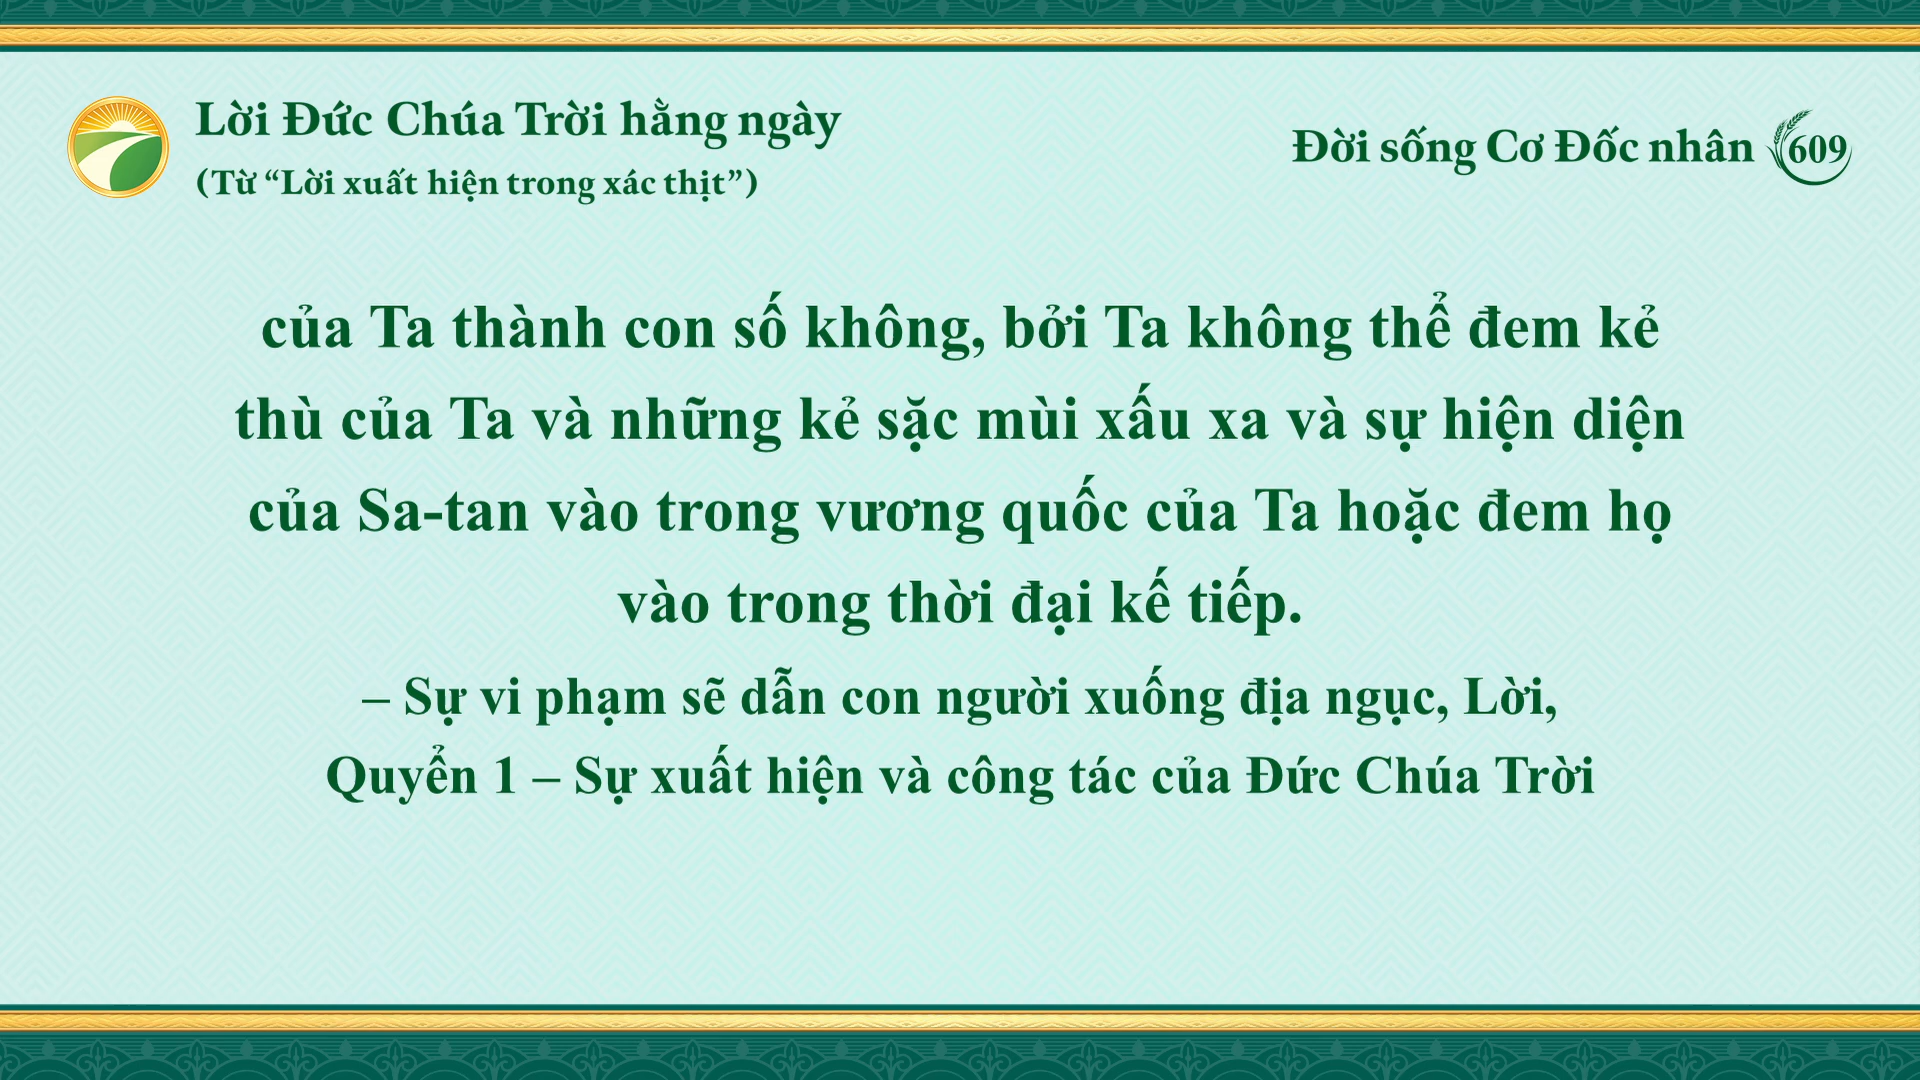 Lời Đức Chúa Trời hằng ngày
(Từ “Lời xuất hiện trong xác thịt”)
Đời sống Cơ Đốc nhân 609
của Ta thành con số không, bởi Ta không thể đem kẻ
thù của Ta và những kẻ sặc mùi xấu xa và sự hiện diện
của Sa-tan vào trong vương quốc của Ta hoặc đem họ
vào trong thời đại kế tiếp.
– Sự vi phạm sẽ dẫn con người xuống địa ngục, Lời,
Quyển 1 – Sự xuất hiện và công tác của Đức Chúa Trời